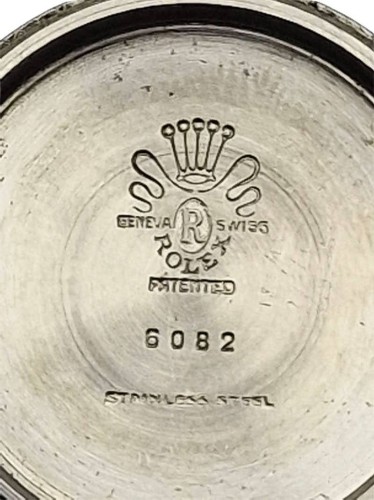 GENEVA R SWISS
ROLEX
PATENTED
6082
STAINLESS STEEL